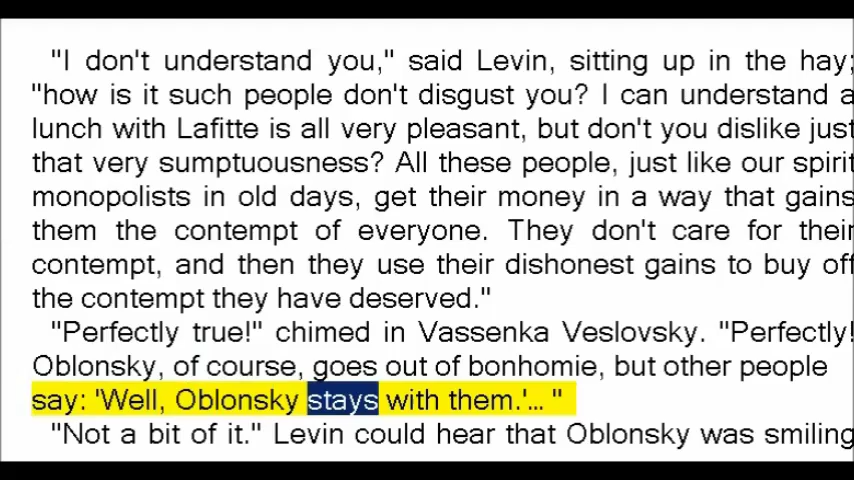 "I don't understand you," said Levin, sitting up in the hay;
"how is it such people don't disgust you? I can understand a
lunch with Lafitte is all very pleasant, but don't you dislike just
that very sumptuousness? All these people, just like our spirit
monopolists in old days, get their money in a way that gains
them the contempt of everyone. They don't care for their
contempt, and then they use their dishonest gains to buy off
the contempt they have deserved."
"Perfectly true!" chimed in Vassenka Veslovsky. "Perfectly!
Oblonsky, of course, goes out of bonhomie, but other people
say: 'Well, Oblonsky stays with them.'... "
"Not a bit of it." Levin could hear that Oblonsky was smiling